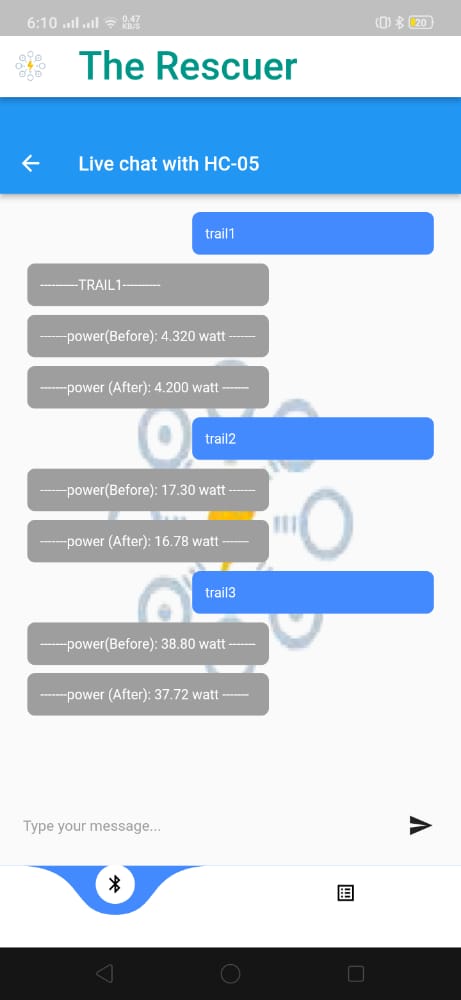 6:10
0.47
KB/S
20
The Rescuer
Live chat with HC-05
trail1
----------TRAIL1----------
-------power(Before): 4.320 watt -------
-------power (After): 4.200 watt -------
trail2
-------power(Before): 17.30 watt -------
-------power (After): 16.78 watt -------
trail3
-------power(Before): 38.80 watt -------
-------power (After): 37.72 watt -------
Type your message...